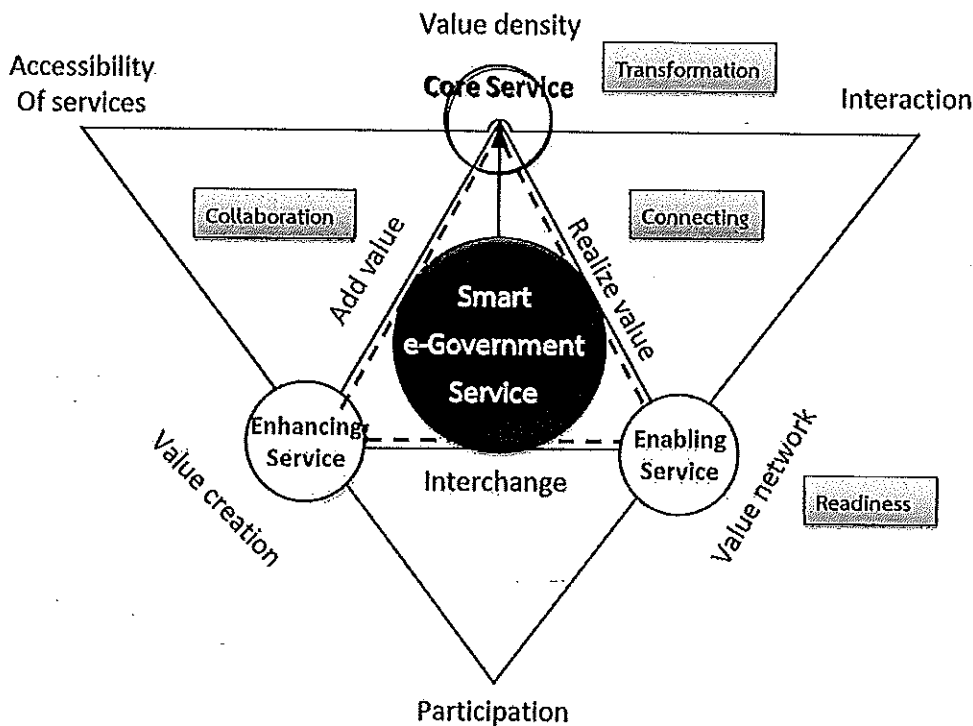 Value density
Accessibility
Of services
Core Service
Transformation
Interaction
Collaboration
Connecting
Add value
Realize value
Smart
e-Government
Service
Enhancing
Service
Enabling
Service
Interchange
Value creation
Value network
Readiness
Participation